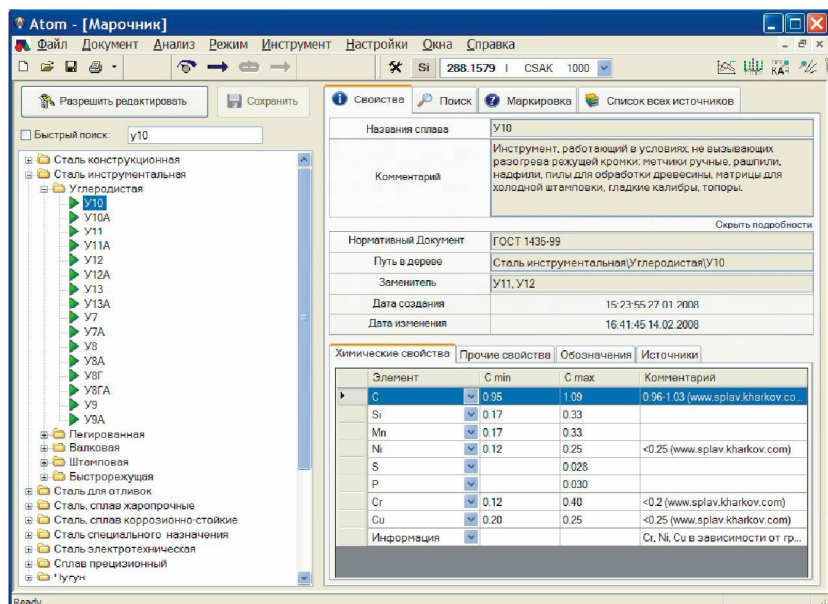 Atom - [Марочник]
Файл Документ Анализ Режим Инструмент Настройки Окна Справка
Si 288.1579 I CSAK 1000
Разрешить редактировать Сохранить
Быстрый поиск: у10
Сталь конструкционная
Сталь инструментальная
Углеродистая
У10
У10А
У11
У11А
У12
У12А
У13
У13А
У7
У7А
У8
У8А
У8Г
У8ГА
У9
У9А
Легированная
Валковая
Штамповая
Быстрорежущая
Сталь для отливок
Сталь, сплав жаропрочные
Сталь, сплав коррозионно-стойкие
Сталь специального назначения
Сталь электротехническая
Сплав прецизионный
Чугун
Свойства Поиск Маркировка Список всех источников
Названия сплава У10
Комментарий
Инструмент, работающий в условиях, не вызывающих
разогрева режущей кромки: метчики ручные, рашпили,
надфили, пилы для обработки древесины, матрицы для
холодной штамповки, гладкие калибры, топоры.
Скрыть подробности
Нормативный Документ ГОСТ 1435-99
Путь в дереве Сталь инструментальная\Углеродистая\У10
Заменитель У11, У12
Дата создания 15:23:55 27.01.2008
Дата изменения 16:41:45 14.02.2008
Химические свойства Прочие свойства Обозначения Источники
Элемент C min C max Комментарий
C 0.95 1.09 0.96-1.03 (www.splav.kharkov.co...
Si 0.17 0.33
Mn 0.17 0.33
Ni 0.12 0.25 <0.25 (www.splav.kharkov.com)
S 0.028
P 0.030
Cr 0.12 0.40 <0.2 (www.splav.kharkov.com)
Cu 0.20 0.25 <0.25 (www.splav.kharkov.com)
Информация Cr, Ni, Cu в зависимости от гр...
Ready